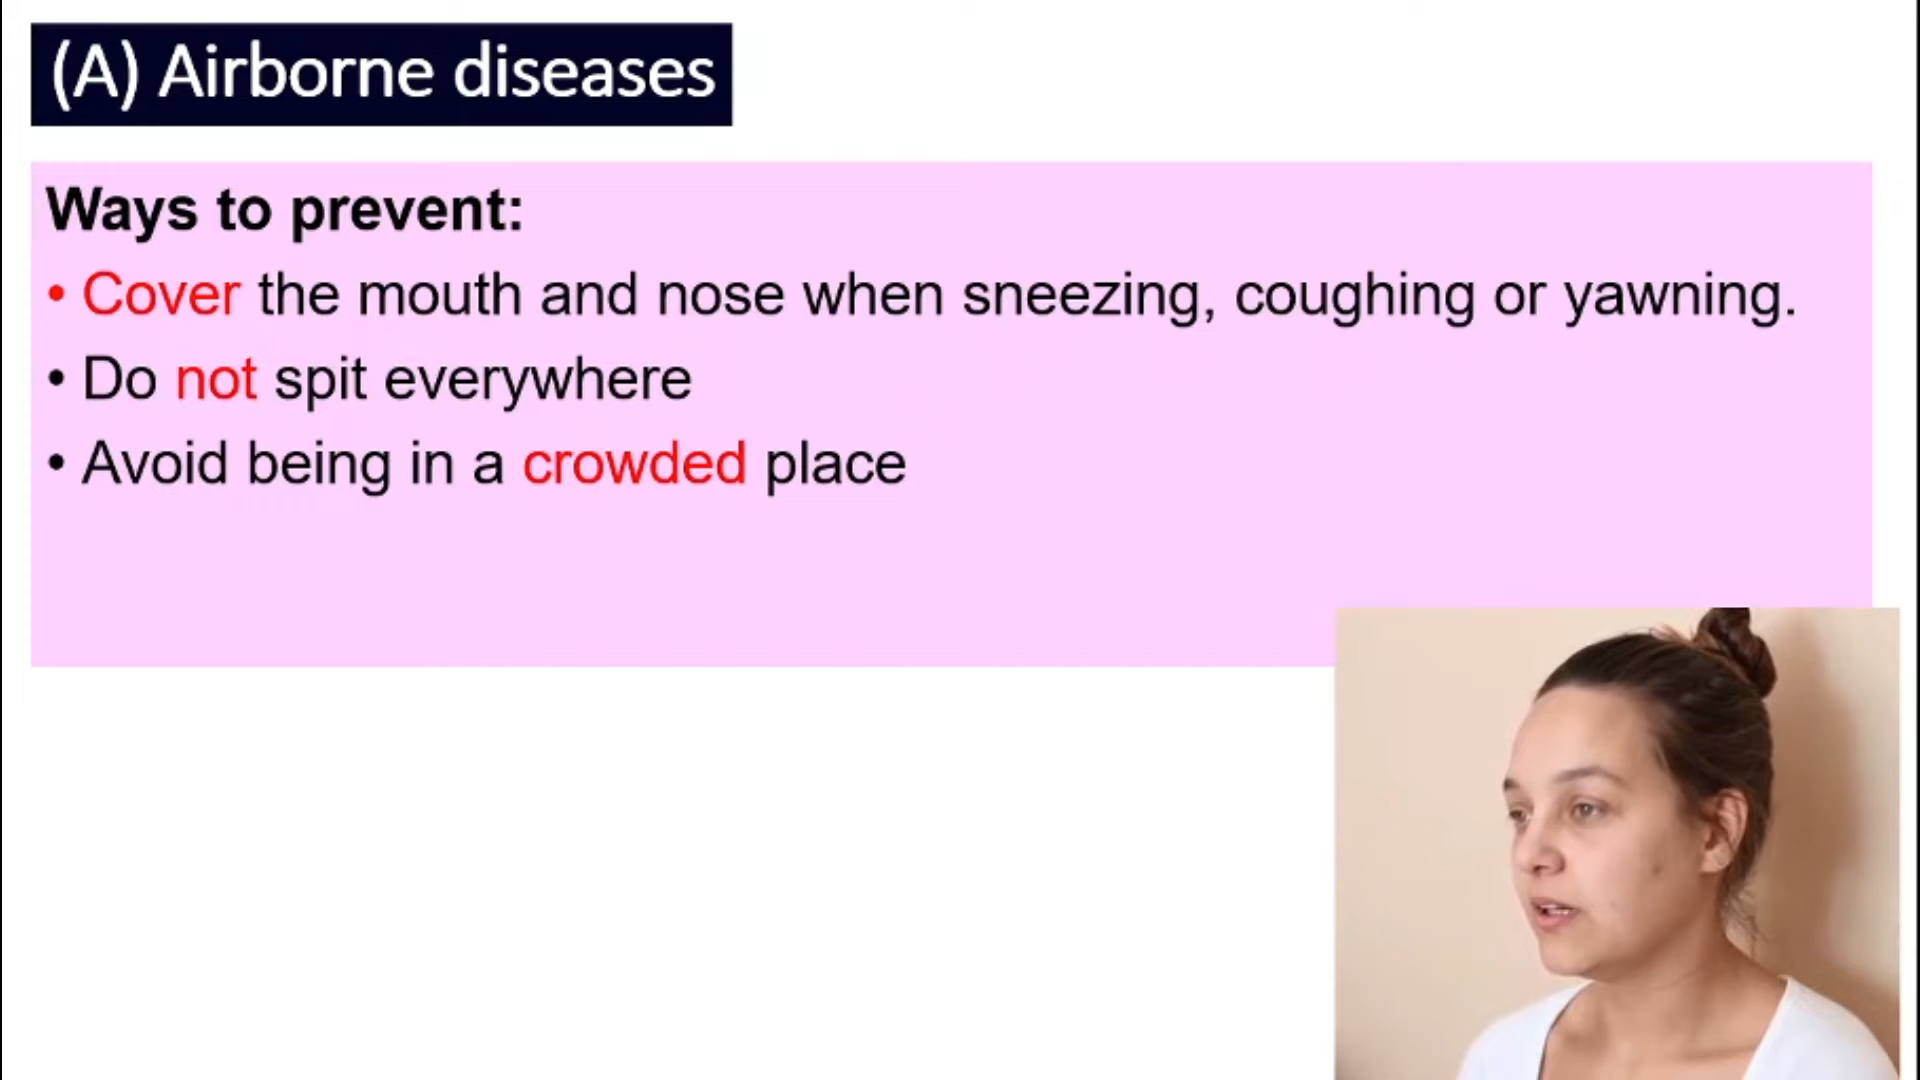 (A) Airborne diseases
Ways to prevent:
• Cover the mouth and nose when sneezing, coughing or yawning.
• Do not spit everywhere
• Avoid being in a crowded place